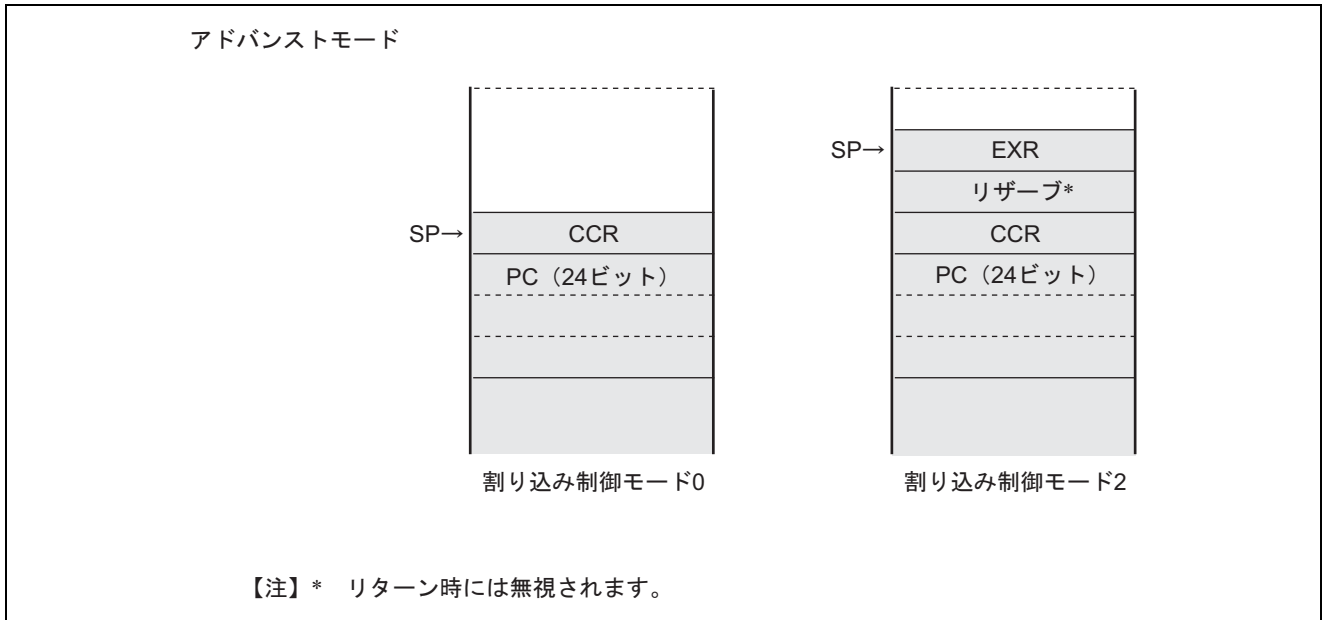 アドバンストモード
SP→
CCR
PC（24ビット）
割り込み制御モード0
SP→
EXR
リザーブ*
CCR
PC（24ビット）
割り込み制御モード2
【注】* リターン時には無視されます。